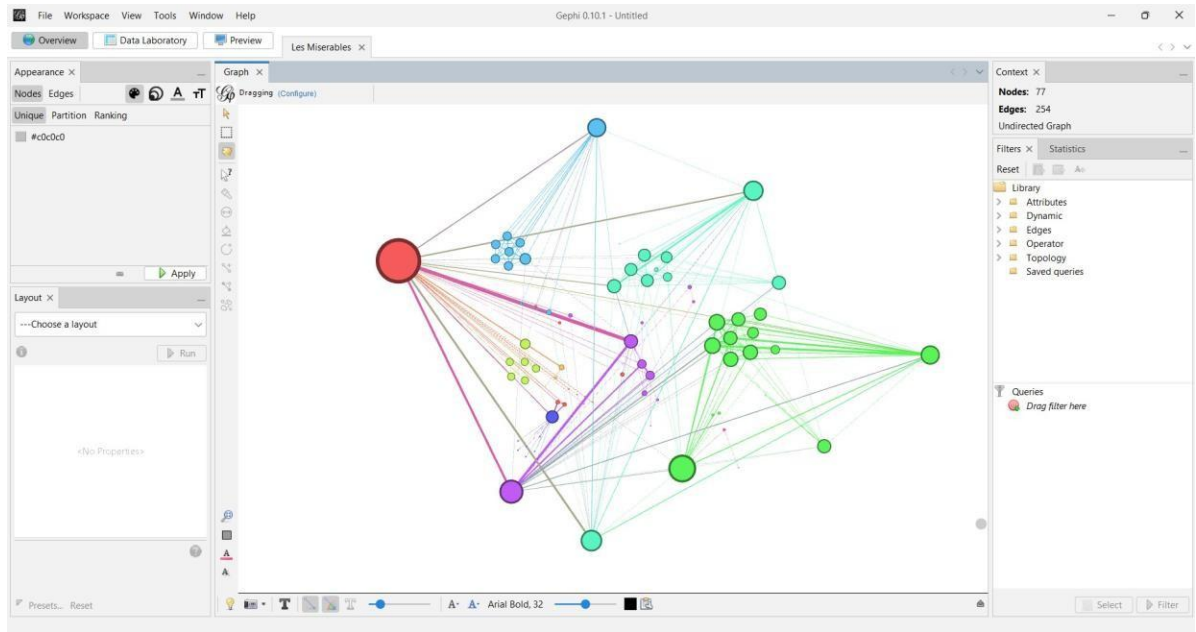 File Workspace View Tools Window Help
Gephi 0.10.1 - Untitled
Overview
Data Laboratory
Preview
Les Miserables
Appearance
Nodes Edges
A
Unique Partition Ranking
#c0c0c0
Apply
Layout
---Choose a layout
Run
<No Properties>
Presets... Reset
Graph
Dragging (Configure)
A
A
T
T
A- A- Arial Bold, 32
Context
Nodes: 77
Edges: 254
Undirected Graph
Filters Statistics
Reset
Library
Attributes
Dynamic
Edges
Operator
Topology
Saved queries
Queries
Drag filter here
Select
Filter